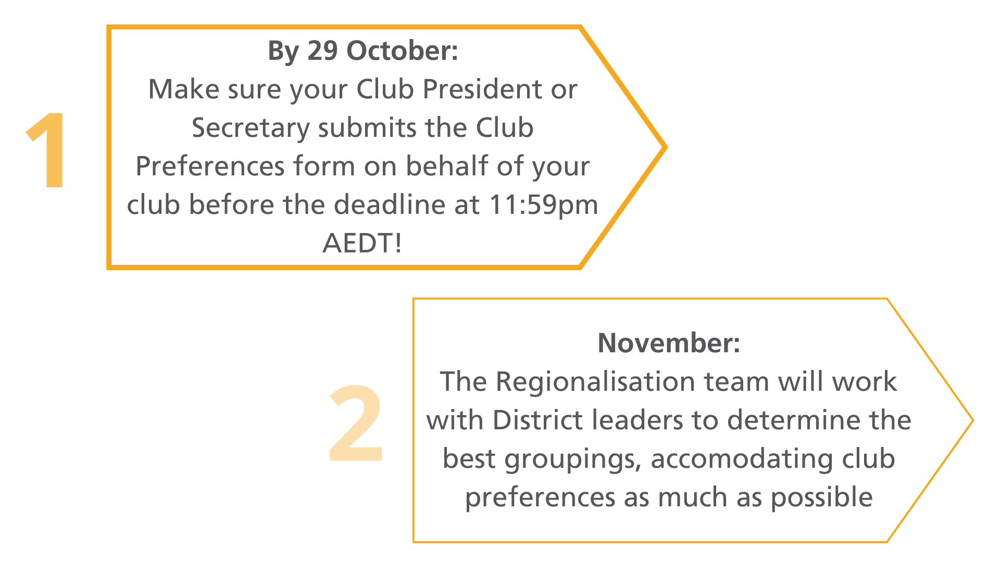 1
By 29 October:
Make sure your Club President or
Secretary submits the Club
Preferences form on behalf of your
club before the deadline at 11:59pm
AEDT!
2
November:
The Regionalisation team will work
with District leaders to determine the
best groupings, accomodating club
preferences as much as possible